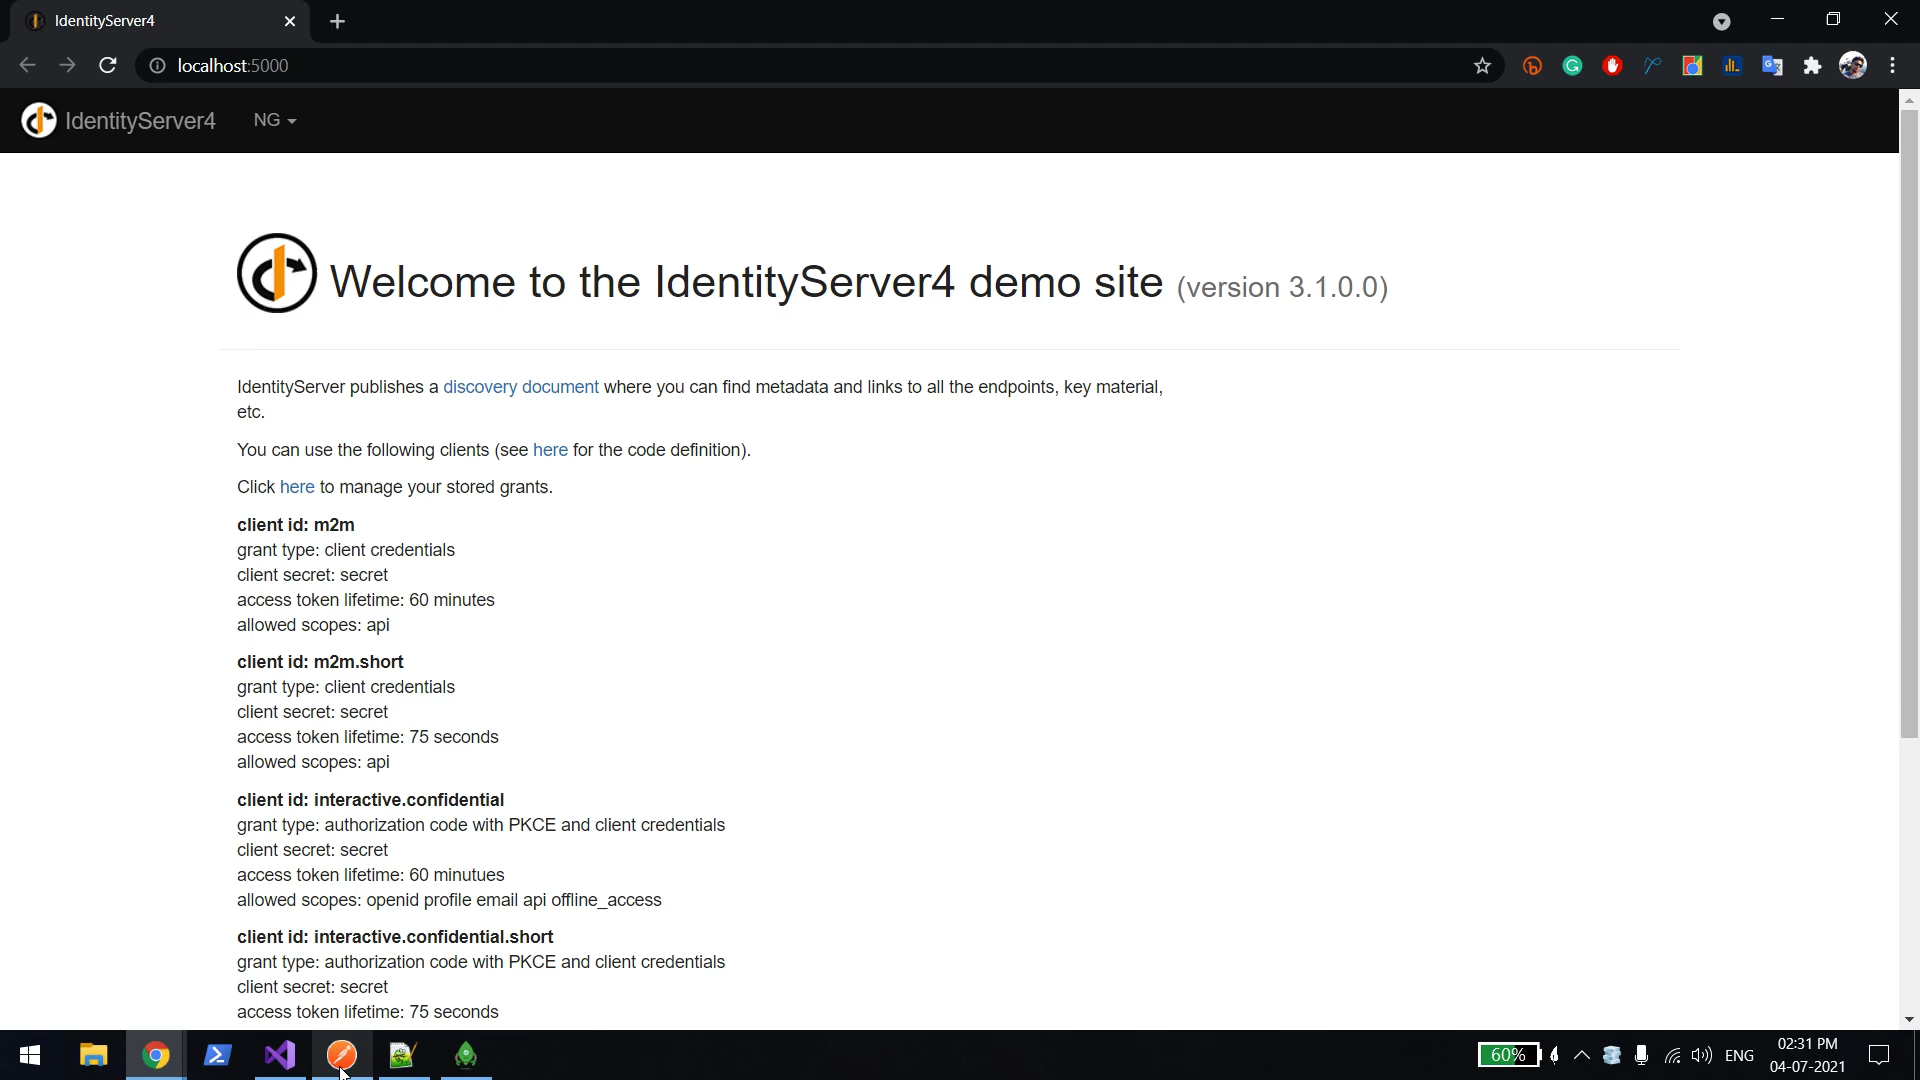 IdentityServer4
localhost:5000
IdentityServer4 NG
Welcome to the IdentityServer4 demo site (version 3.1.0.0)
IdentityServer publishes a discovery document where you can find metadata and links to all the endpoints, key material,
etc.
You can use the following clients (see here for the code definition).
Click here to manage your stored grants.
client id: m2m
grant type: client credentials
client secret: secret
access token lifetime: 60 minutes
allowed scopes: api
client id: m2m.short
grant type: client credentials
client secret: secret
access token lifetime: 75 seconds
allowed scopes: api
client id: interactive.confidential
grant type: authorization code with PKCE and client credentials
client secret: secret
access token lifetime: 60 minutues
allowed scopes: openid profile email api offline_access
client id: interactive.confidential.short
grant type: authorization code with PKCE and client credentials
client secret: secret
access token lifetime: 75 seconds
60% ENG 02:31 PM
04-07-2021